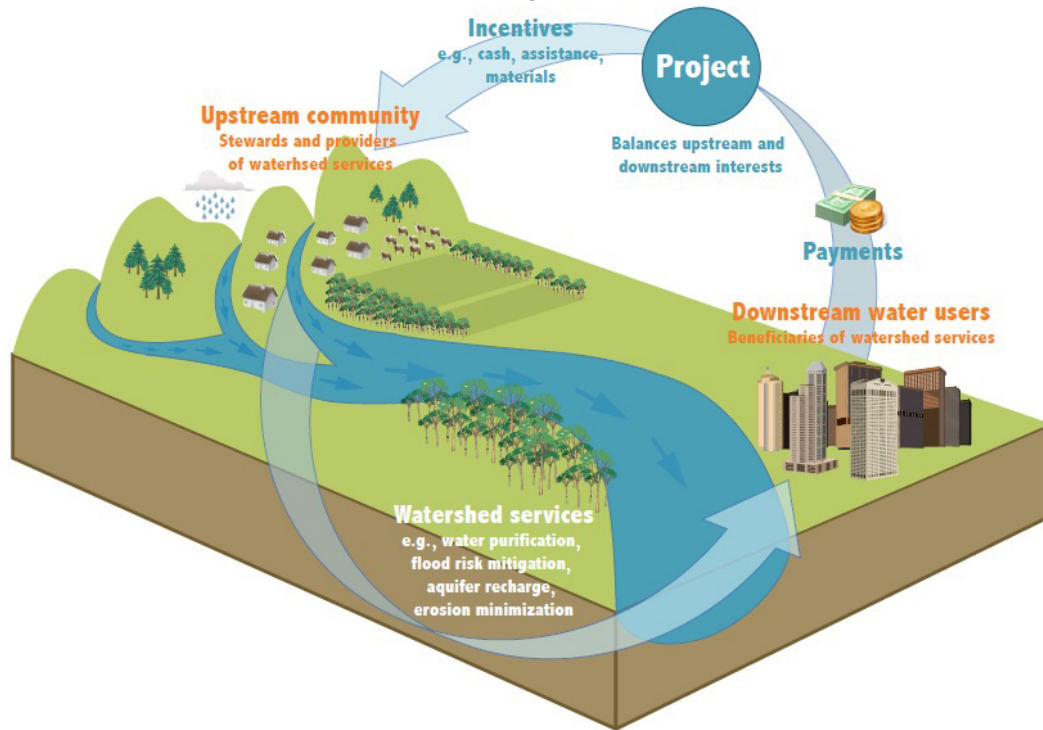 Incentives
e.g., cash, assistance,
materials
Project
Balances upstream and
downstream interests
Upstream community
Stewards and providers
of waterhsed services
Payments
Downstream water users
Beneficiaries of watershed services
Watershed services
e.g., water purification,
flood risk mitigation,
aquifer recharge,
erosion minimization